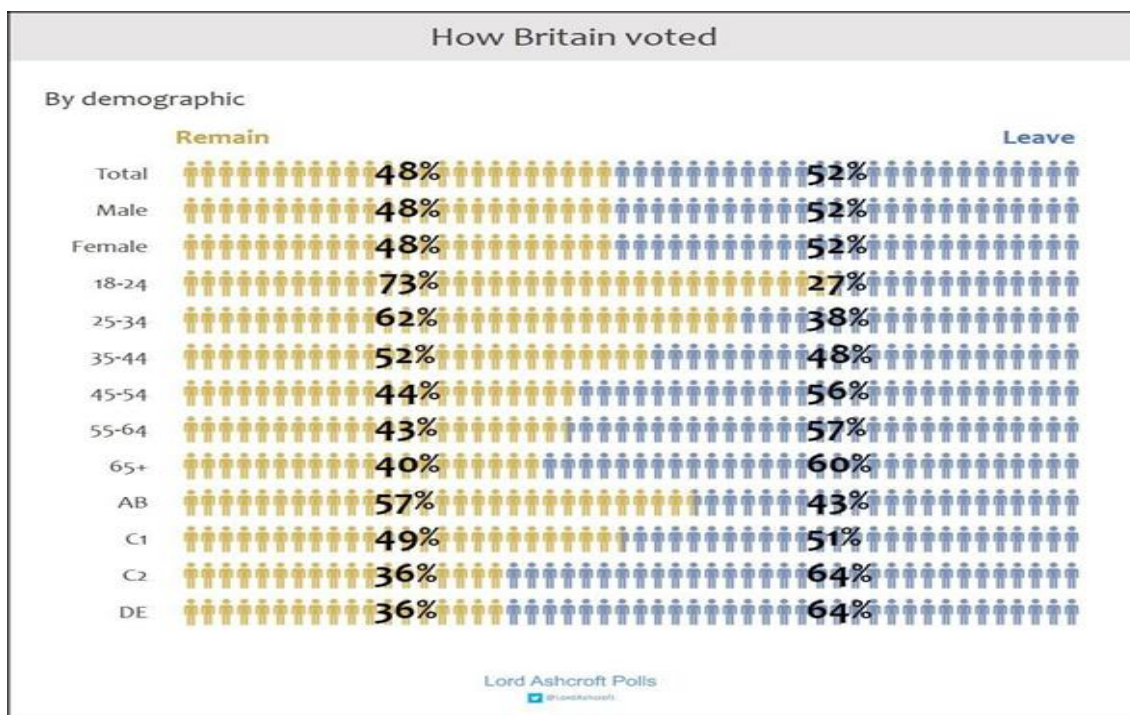 How Britain voted
By demographic
Remain Leave
Total 48% 52%
Male 48% 52%
Female 48% 52%
18-24 73% 27%
25-34 62% 38%
35-44 52% 48%
45-54 44% 56%
55-64 43% 57%
65+ 40% 60%
AB 57% 43%
C1 49% 51%
C2 36% 64%
DE 36% 64%
Lord Ashcroft Polls
@LordAshcroft